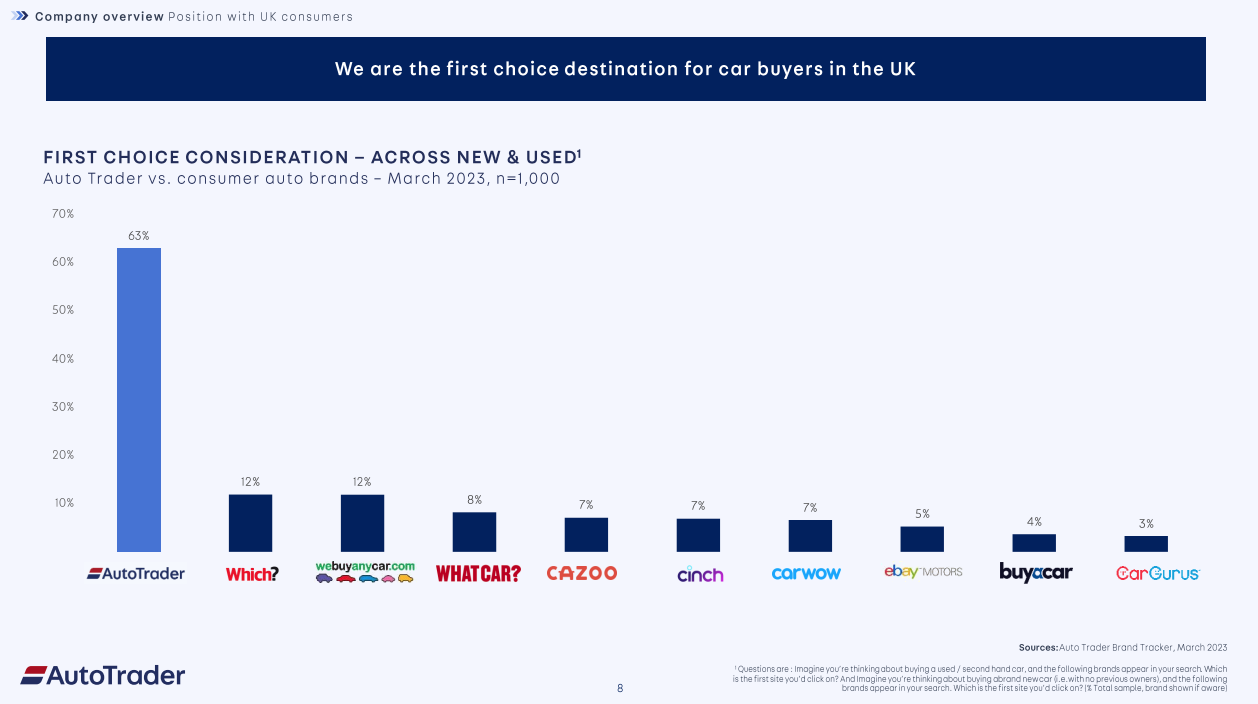 Company overview Position with UK consumers
We are the first choice destination for car buyers in the UK
FIRST CHOICE CONSIDERATION – ACROSS NEW & USED¹
Auto Trader vs. consumer auto brands – March 2023, n=1,000
70%
60%
50%
40%
30%
20%
10%
63%
12%
12%
8%
7%
7%
7%
5%
4%
3%
AutoTrader
Which?
webuyanycar.com
WHATCAR?
CAZOO
cinch
carwow
ebay™ MOTORS
buyacar
CarGurus
Sources:Auto Trader Brand Tracker, March 2023
¹ Questions are : Imagine you're thinking about buying a used / second hand car, and the following brands appear in your search. Which
is the first site you'd click on? And Imagine you're thinking about buying abrand new car (i.e. with no previous owners), and the following
brands appear in your search. Which is the first site you'd click on? (% Total sample, brand shown if aware)
AutoTrader
8